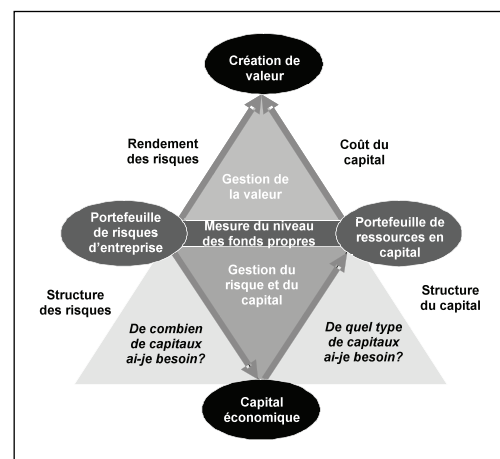 Création de
valeur
Rendement
des risques
Coût du
capital
Gestion de
la valeur
Portefeuille
de risques
d'entreprise
Mesure du niveau
des fonds propres
Portefeuille de
ressources en
capital
Gestion du
risque et du
capital
Structure
des risques
Structure
du capital
De combien
de capitaux
ai-je besoin?
De quel type
de capitaux
ai-je besoin?
Capital
économique